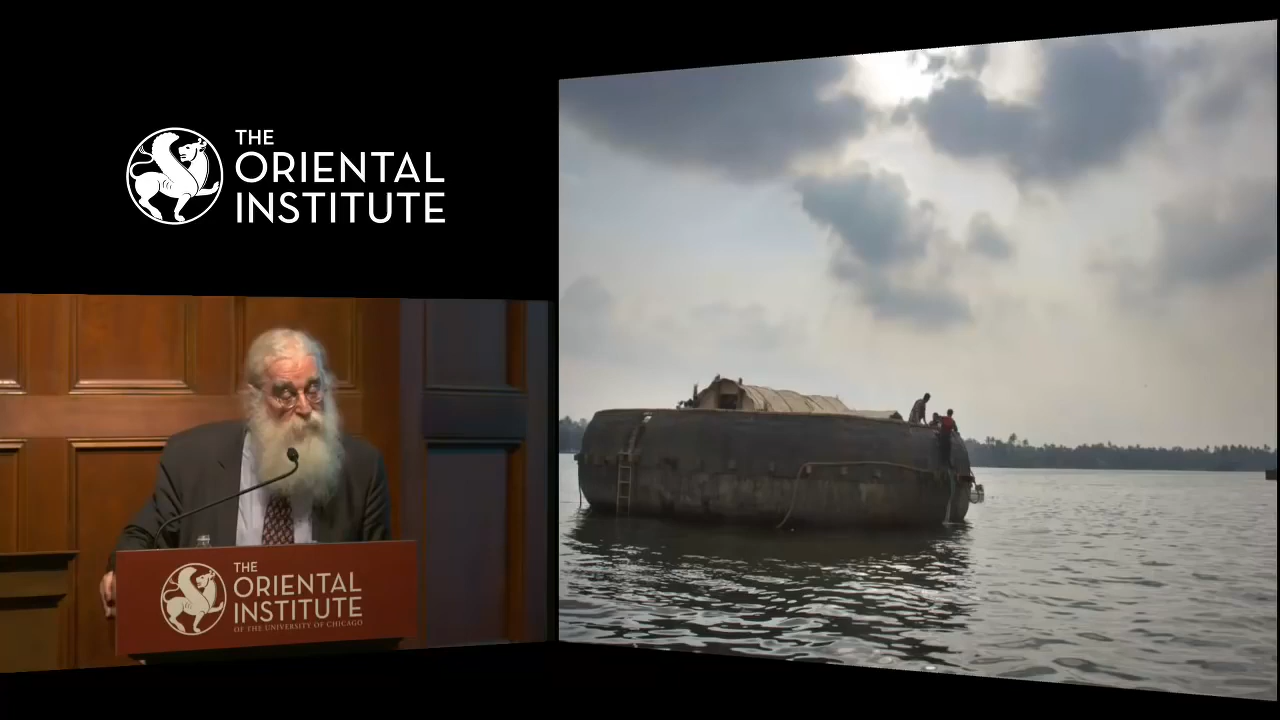 THE
ORIENTAL
INSTITUTE
THE
ORIENTAL
INSTITUTE
OF THE UNIVERSITY OF CHICAGO